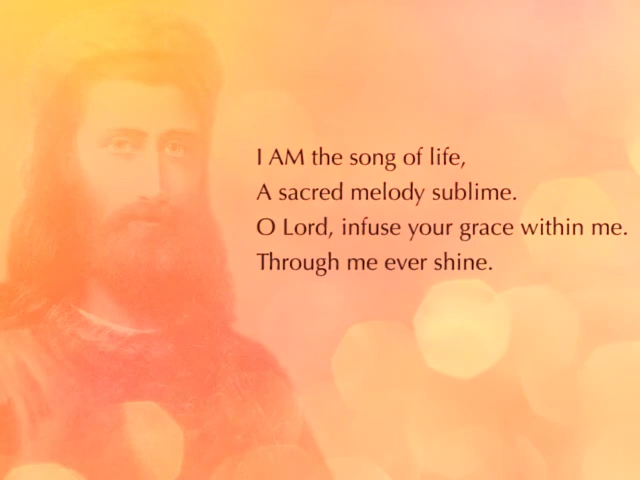 I AM the song of life,
A sacred melody sublime.
O Lord, infuse your grace within me.
Through me ever shine.